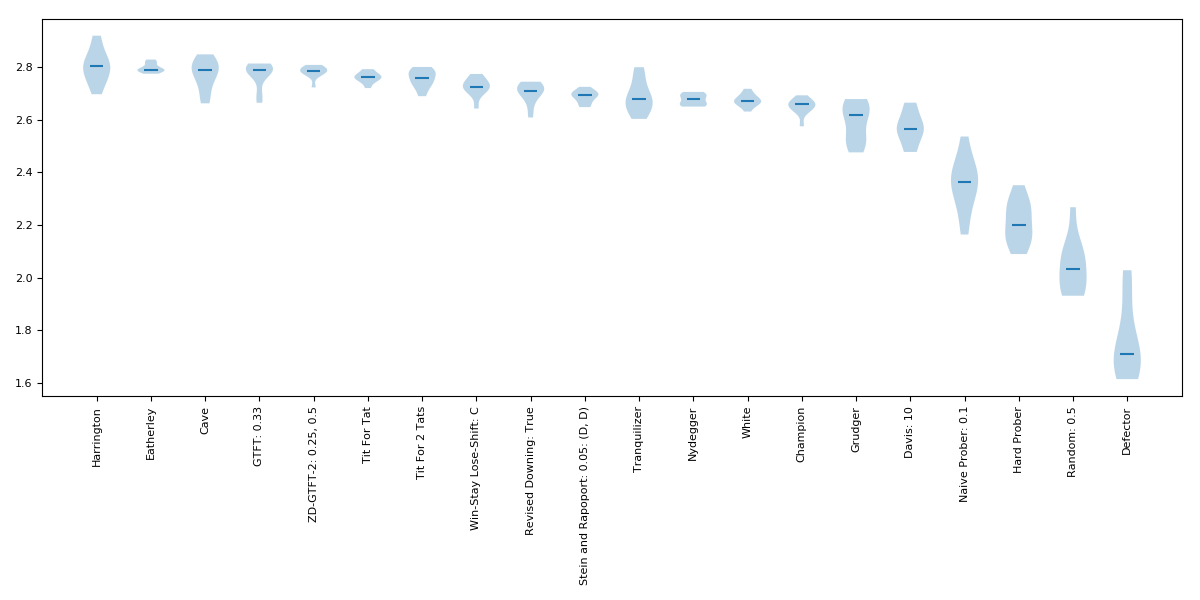 2.8
2.6
2.4
2.2
2.0
1.8
1.6
Harrington
Eatherley
Cave
GTFT: 0.33
ZD-GTFT-2: 0.25, 0.5
Tit For Tat
Tit For 2 Tats
Win-Stay Lose-Shift: C
Revised Downing: True
Stein and Rapoport: 0.05: (D, D)
Tranquilizer
Nydegger
White
Champion
Grudger
Davis: 10
Naive Prober: 0.1
Hard Prober
Random: 0.5
Defector